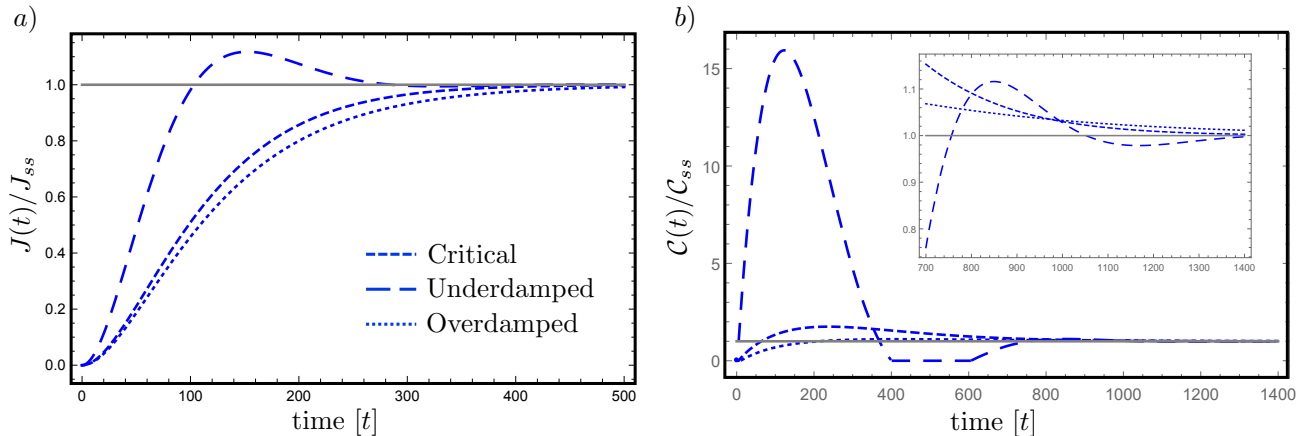 a)
J(t)/J_ss
1.0
0.8
0.6
0.4
0.2
0.0
0 100 200 300 400 500
time [t]
Critical
Underdamped
Overdamped
b)
C(t)/C_ss
15
10
5
0
0 200 400 600 800 1000 1200 1400
time [t]
1.1
1.0
0.9
0.8
700 800 900 1000 1100 1200 1300 1400